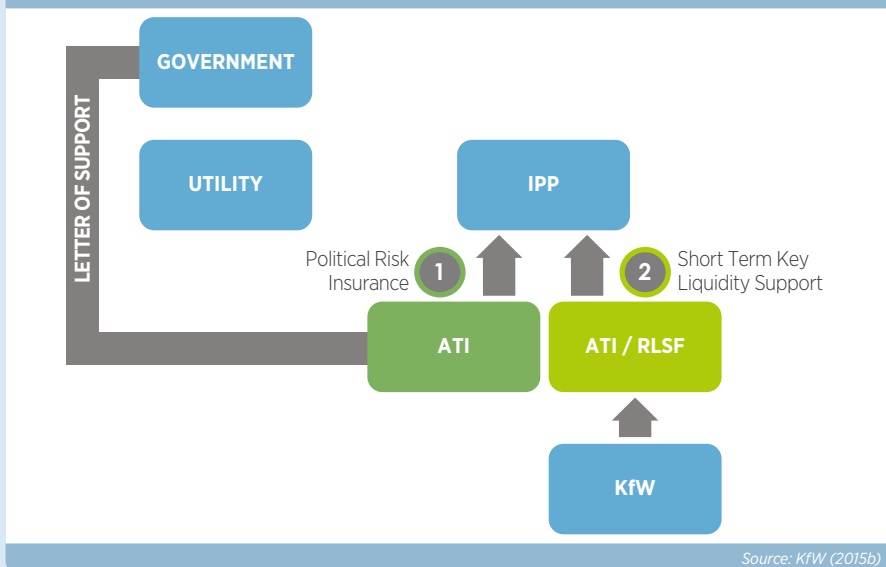 GOVERNMENT
LETTER OF SUPPORT
UTILITY
IPP
Political Risk
Insurance
1
2
Short Term Key
Liquidity Support
ATI
ATI / RLSF
KfW
Source: KfW (2015b)